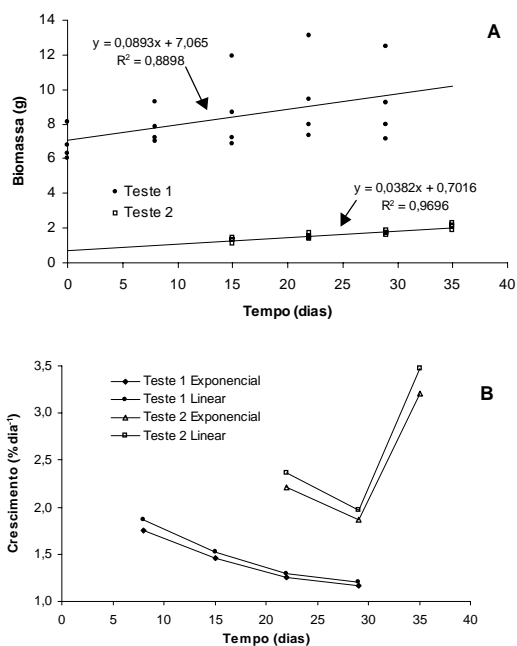 A
y = 0,0893x + 7,065
R² = 0,8898
Biomassa (g)
14
12
10
8
6
4
2
0
Teste 1
Teste 2
y = 0,0382x + 0,7016
R² = 0,9696
0 5 10 15 20 25 30 35 40
Tempo (dias)
B
Crescimento (% dia⁻¹)
3,5
3,0
2,5
2,0
1,5
1,0
Teste 1 Exponencial
Teste 1 Linear
Teste 2 Exponencial
Teste 2 Linear
0 5 10 15 20 25 30 35 40
Tempo (dias)